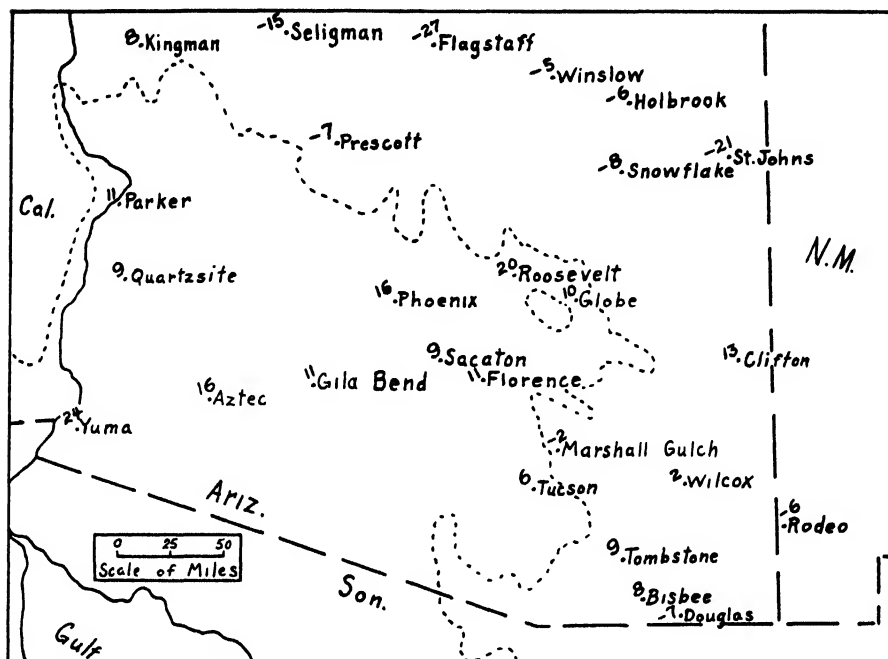 8 .Kingman
-15 .Seligman
-27 .Flagstaff
-5 .Winslow
-6 .Holbrook
-7 .Prescott
-8 .Snowflake
-21 .St. Johns
Cal.
11 .Parker
N.M.
9 .Quartzsite
20 .Roosevelt
16 .Phoenix
10 .Globe
9 .Sacaton
13 .Clifton
11 .Gila Bend
11 .Florence
16 .Aztec
24 .Yuma
-2 .Marshall Gulch
6 .Tucson
2 .Wilcox
Ariz.
-6 .Rodeo
0 25 50
Scale of Miles
9 .Tombstone
Son.
8 .Bisbee
-7 .Douglas
Gulf